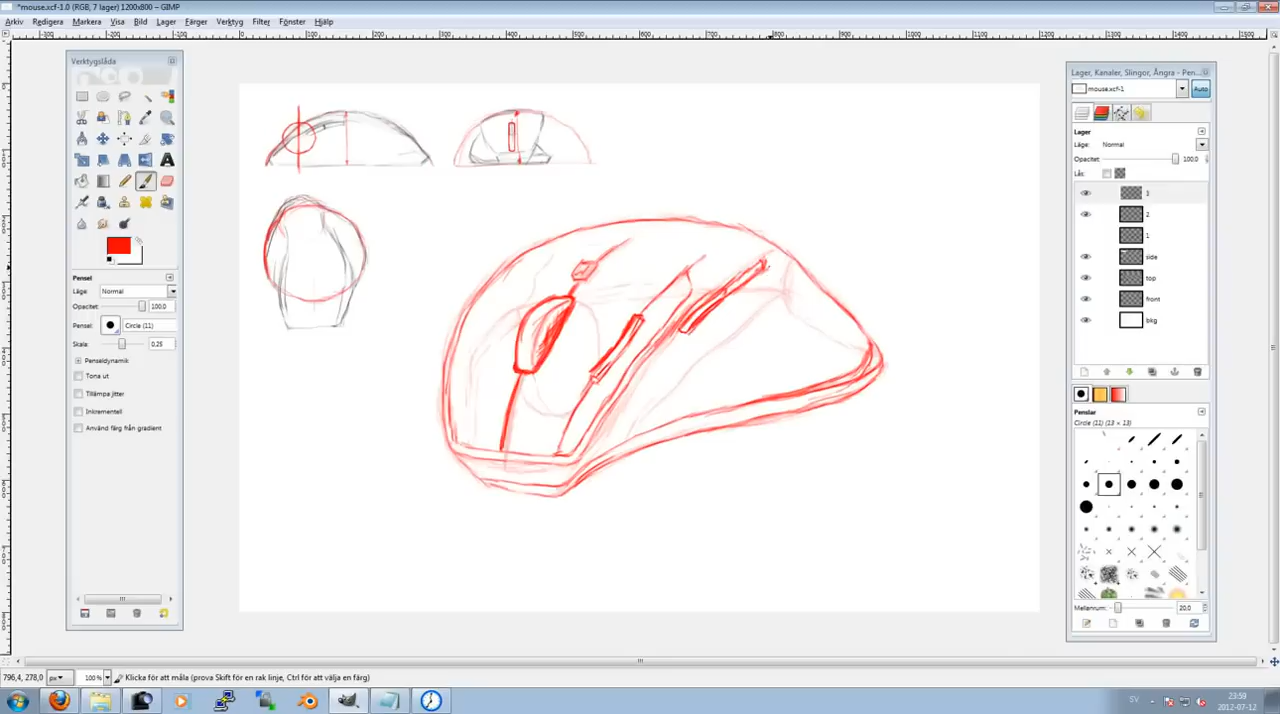 *mouse.xcf-3.0 (RGB, 7 lager) 1200x800 – GIMP
Arkiv Redigera Markera Visa Bild Lager Färger Verktyg Filter Fönster Hjälp
Verktygslåda
Pensel
Läge: Normal
Opacitet: 100.0
Pensel: Circle (11)
Skala: 0,25
Penseldynamik
Tona ut
Tillämpa jitter
Inkrementell
Använd färg från gradient
Lager, Kanaler, Slingor, Ångra - Pen...
mouse.xcf-1 Auto
Lager
Läge: Normal
Opacitet: 100.0
Lås:
3
2
1
side
top
front
bkg
Penslar
Circle (11) (13 × 13)
Mellanrum: 20.0
796,4, 278,0 px 100% Klicka för att måla (prova Skift för en rak linje, Ctrl för att välja en färg)
SV
23:59
2012-07-12